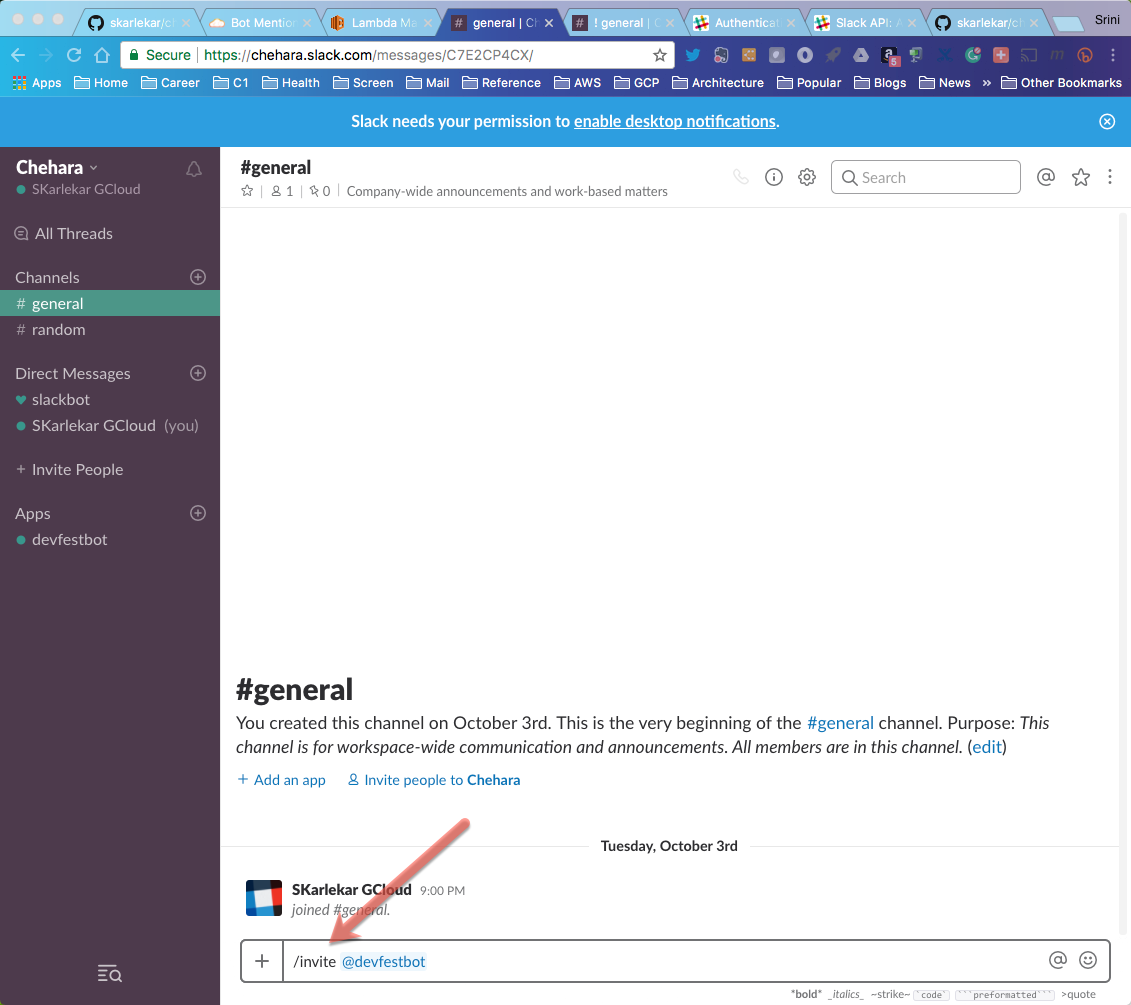 skarlekar/ch
Bot Mention
Lambda Ma
general | Ch
! general | C
Authentica
Slack API: A
skarlekar/ch
Srini
Secure https://chehara.slack.com/messages/C7E2CP4CX/
5
Apps Home Career C1 Health Screen Mail Reference AWS GCP Architecture Popular Blogs News » Other Bookmarks
Slack needs your permission to enable desktop notifications.
Chehara
SKarlekar GCloud
All Threads
Channels
# general
# random
Direct Messages
slackbot
SKarlekar GCloud (you)
+ Invite People
Apps
devfestbot
#general
1 | 0 | Company-wide announcements and work-based matters
Search
#general
You created this channel on October 3rd. This is the very beginning of the #general channel. Purpose: This
channel is for workspace-wide communication and announcements. All members are in this channel. (edit)
+ Add an app Invite people to Chehara
Tuesday, October 3rd
SKarlekar GCloud 9:00 PM
joined #general.
+ /invite @devfestbot @
*bold* _italics_ ~strike~ `code` ```preformatted``` >quote